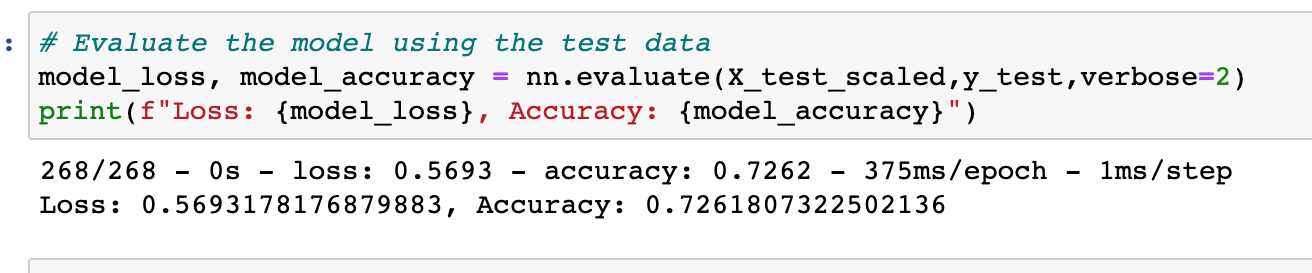 :
# Evaluate the model using the test data
model_loss, model_accuracy = nn.evaluate(X_test_scaled,y_test,verbose=2)
print(f"Loss: {model_loss}, Accuracy: {model_accuracy}")
268/268 - 0s - loss: 0.5693 - accuracy: 0.7262 - 375ms/epoch - 1ms/step
Loss: 0.5693178176879883, Accuracy: 0.7261807322502136